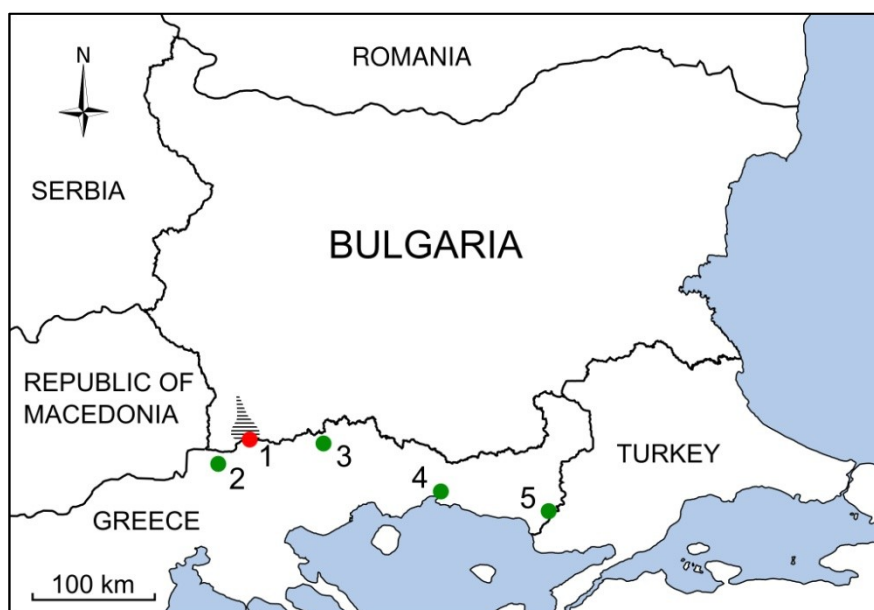 N
ROMANIA
SERBIA
BULGARIA
REPUBLIC OF
MACEDONIA
1
2
3
4
5
TURKEY
GREECE
100 km